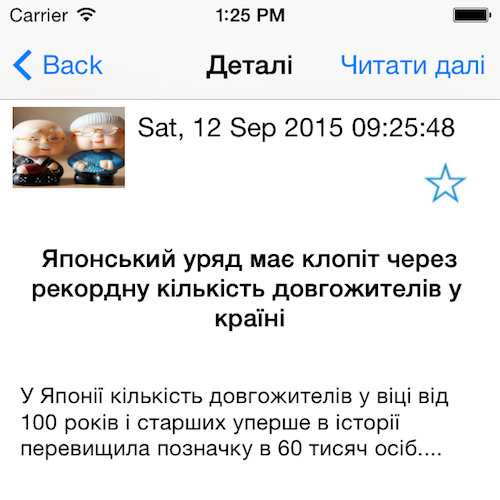 Carrier 1:25 PM
Back Деталі Читати далі
Sat, 12 Sep 2015 09:25:48
Японський уряд має клопіт через
рекордну кількість довгожителів у
країні
У Японії кількість довгожителів у віці від
100 років і старших уперше в історії
перевищила позначку в 60 тисяч осіб....